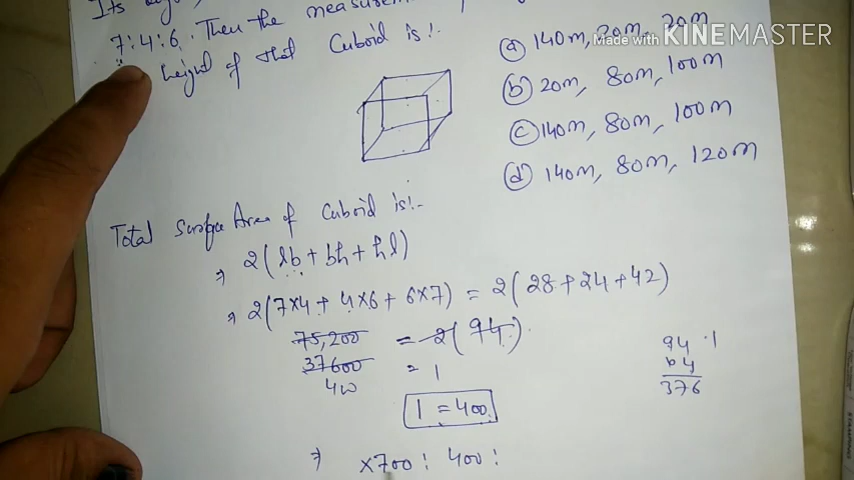 Its
Then the measurement
7:4:6.
height of that Cuboid is:-
(a) 140m, 20m, 20m
Made with KINEMASTER
(b) 20m, 80m, 100m
(c) 140m, 80m, 100m
(d) 140m, 80m, 120m
Total Surface Area of Cuboid is:-
⇒ 2(lb + bh + hl)
⇒ 2(7×4 + 4×6 + 6×7) = 2(28+24+42)
75,200 = 2(94)
37600 = 1
400
1 = 400
94
376
⇒ ×700 : 400 :